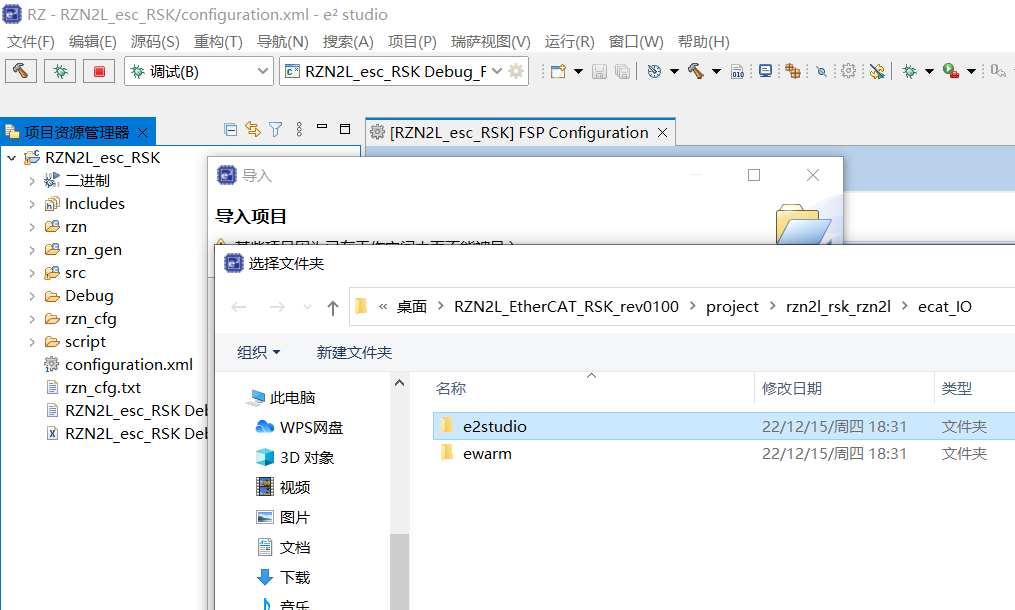 RZ - RZN2L_esc_RSK/configuration.xml - e² studio
文件(F) 编辑(E) 源码(S) 重构(T) 导航(N) 搜索(A) 项目(P) 瑞萨视图(V) 运行(R) 窗口(W) 帮助(H)
调试(B) RZN2L_esc_RSK Debug_F
项目资源管理器
[RZN2L_esc_RSK] FSP Configuration
RZN2L_esc_RSK
二进制
Includes
rzn
rzn_gen
src
Debug
rzn_cfg
script
configuration.xml
rzn_cfg.txt
RZN2L_esc_RSK Deb
RZN2L_esc_RSK Deb
导入
导入项目
选择文件夹
« 桌面 > RZN2L_EtherCAT_RSK_rev0100 > project > rzn2l_rsk_rzn2l > ecat_IO
组织 新建文件夹
名称 修改日期 类型
e2studio 22/12/15/周四 18:31 文件夹
ewarm 22/12/15/周四 18:31 文件夹
此电脑
WPS网盘
3D 对象
视频
图片
文档
下载
音乐